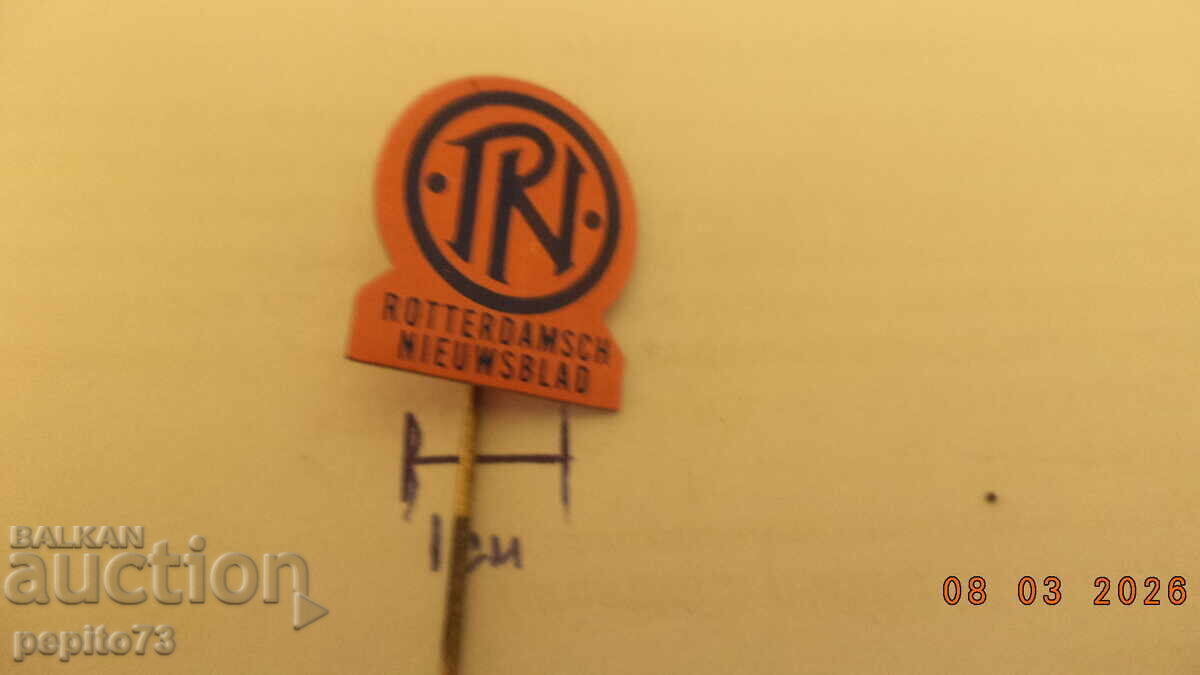 RN
ROTTERDAMSCH
NIEUWSBLAD
1см
BALKAN
auction
pepito73
08 03 2026